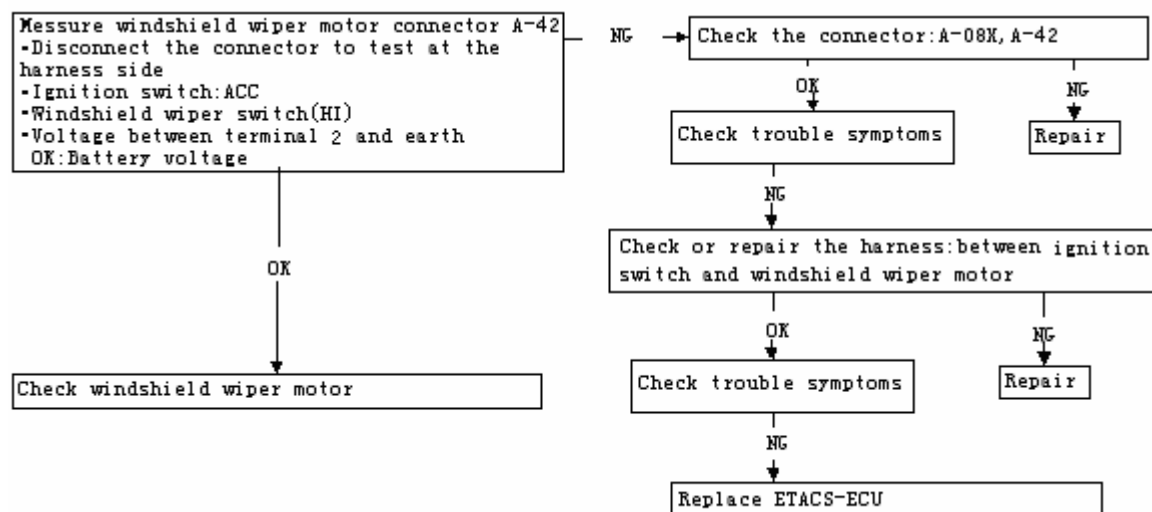 Messure windshield wiper motor connector A-42
-Disconnect the connector to test at the
harness side
-Ignition switch:ACC
-Windshield wiper switch(HI)
-Voltage between terminal 2 and earth
OK:Battery voltage
NG
Check the connector:A-08X, A-42
OK
NG
Check trouble symptoms
Repair
NG
Check or repair the harness:between ignition
switch and windshield wiper motor
OK
OK
NG
Check windshield wiper motor
Check trouble symptoms
Repair
NG
Replace ETACS-ECU